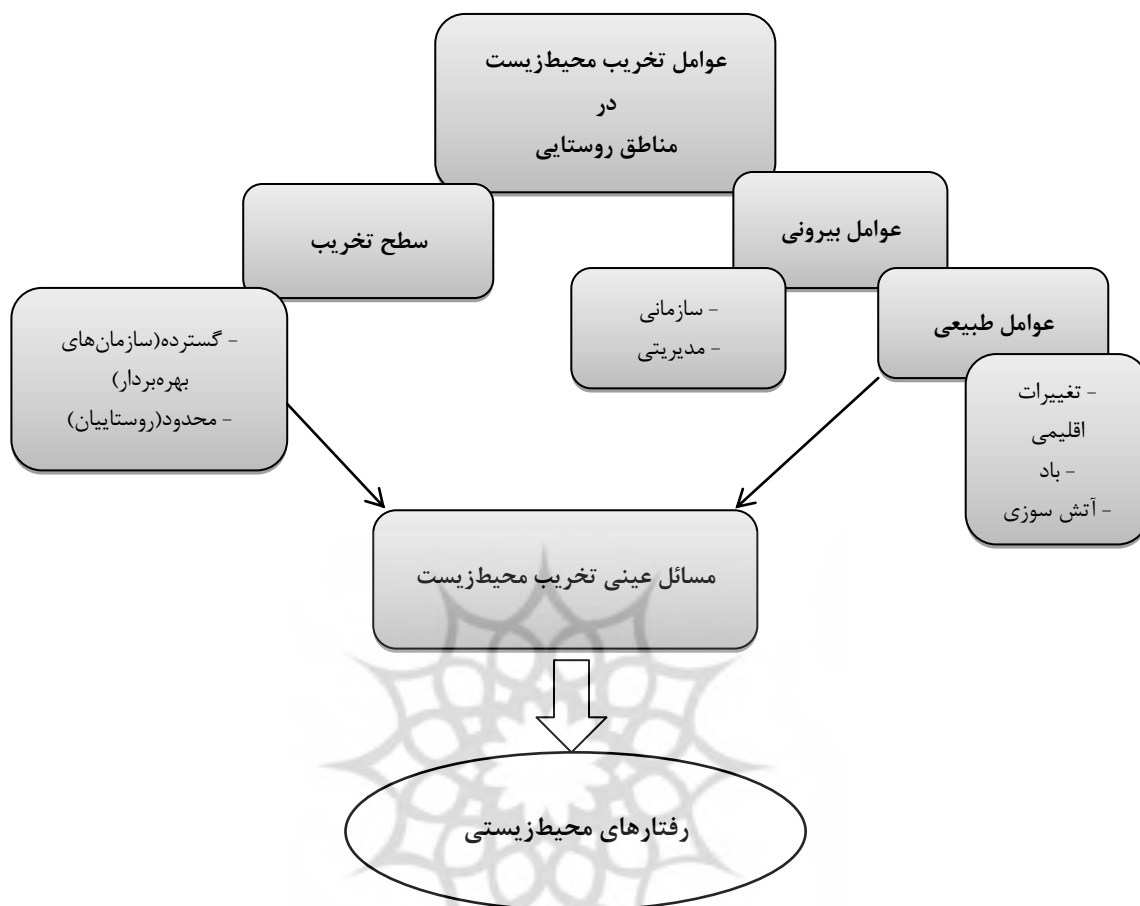 عوامل تخریب محیط‌زیست
در
مناطق روستایی
عوامل بیرونی
سطح تخریب
- سازمانی
- مدیریتی
عوامل طبیعی
- گسترده(سازمان‌های
بهره‌بردار)
- محدود(روستاییان)
- تغییرات
اقلیمی
- باد
- آتش سوزی
مسائل عینی تخریب محیط‌زیست
رفتارهای محیط‌زیستی